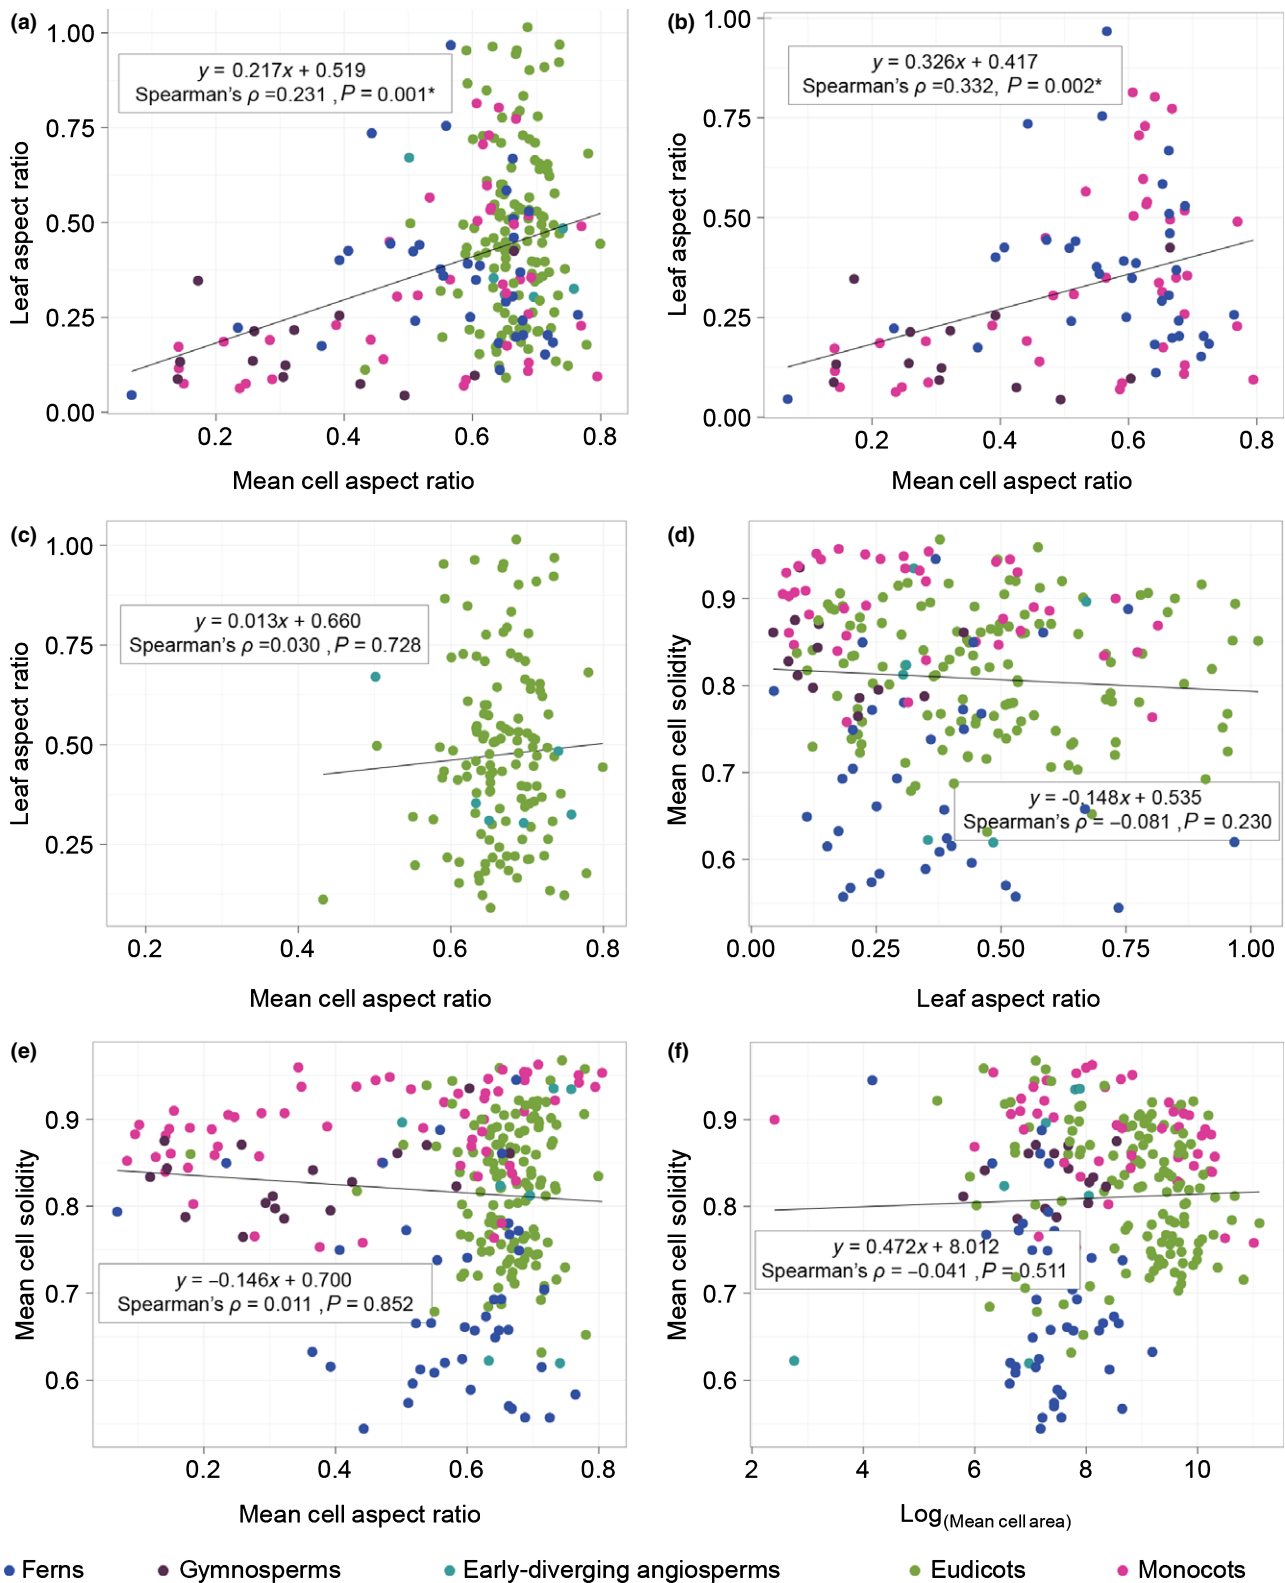 (a)
1.00
0.75
0.50
0.25
0.00
Leaf aspect ratio
y = 0.217x + 0.519
Spearman's ρ =0.231 , P = 0.001*
0.2 0.4 0.6 0.8
Mean cell aspect ratio
(b)
1.00
0.75
0.50
0.25
0.00
Leaf aspect ratio
y = 0.326x + 0.417
Spearman's ρ =0.332, P = 0.002*
0.2 0.4 0.6 0.8
Mean cell aspect ratio
(c)
1.00
0.75
0.50
0.25
Leaf aspect ratio
y = 0.013x + 0.660
Spearman's ρ =0.030 , P = 0.728
0.2 0.4 0.6 0.8
Mean cell aspect ratio
(d)
0.9
0.8
0.7
0.6
Mean cell solidity
y = -0.148x + 0.535
Spearman's ρ = –0.081 , P = 0.230
0.00 0.25 0.50 0.75 1.00
Leaf aspect ratio
(e)
0.9
0.8
0.7
0.6
Mean cell solidity
y = –0.146x + 0.700
Spearman's ρ = 0.011 , P = 0.852
0.2 0.4 0.6 0.8
Mean cell aspect ratio
(f)
0.9
0.8
0.7
0.6
Mean cell solidity
y = 0.472x + 8.012
Spearman's ρ = –0.041 , P = 0.511
2 4 6 8 10
Log(Mean cell area)
Ferns Gymnosperms Early-diverging angiosperms Eudicots Monocots